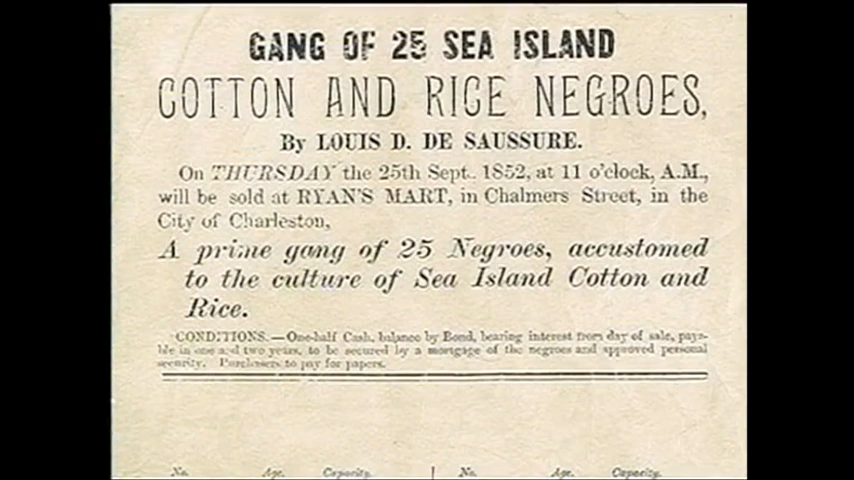 GANG OF 25 SEA ISLAND
COTTON AND RICE NEGROES,
By LOUIS D. DE SAUSSURE.
On THURSDAY the 25th Sept. 1852, at 11 o'clock, A.M.,
will be sold at RYAN'S MART, in Chalmers Street, in the
City of Charleston,
A prime gang of 25 Negroes, accustomed
to the culture of Sea Island Cotton and
Rice.
CONDITIONS.—One-half Cash, balance by Bond, bearing interest from day of sale, paya-
ble in one and two years, to be secured by a mortgage of the negroes and approved personal
security. Purchasers to pay for papers.
No. Age. Capacity. No. Age. Capacity.